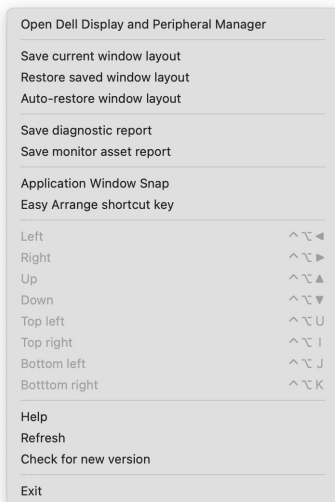 Open Dell Display and Peripheral Manager
Save current window layout
Restore saved window layout
Auto-restore window layout
Save diagnostic report
Save monitor asset report
Application Window Snap
Easy Arrange shortcut key
Left ^⌥◀
Right ^⌥▶
Up ^⌥▲
Down ^⌥▼
Top left ^⌥U
Top right ^⌥I
Bottom left ^⌥J
Botttom right ^⌥K
Help
Refresh
Check for new version
Exit